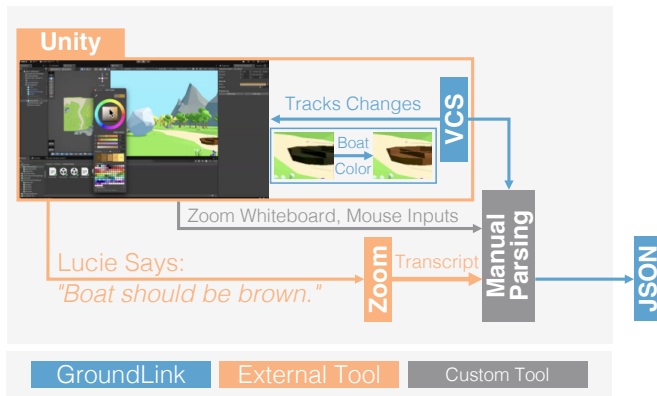 Unity
Tracks Changes
VCS
Boat
Color
Zoom Whiteboard, Mouse Inputs
Lucie Says:
"Boat should be brown."
Zoom
Transcript
Manual
Parsing
JSON
GroundLink
External Tool
Custom Tool